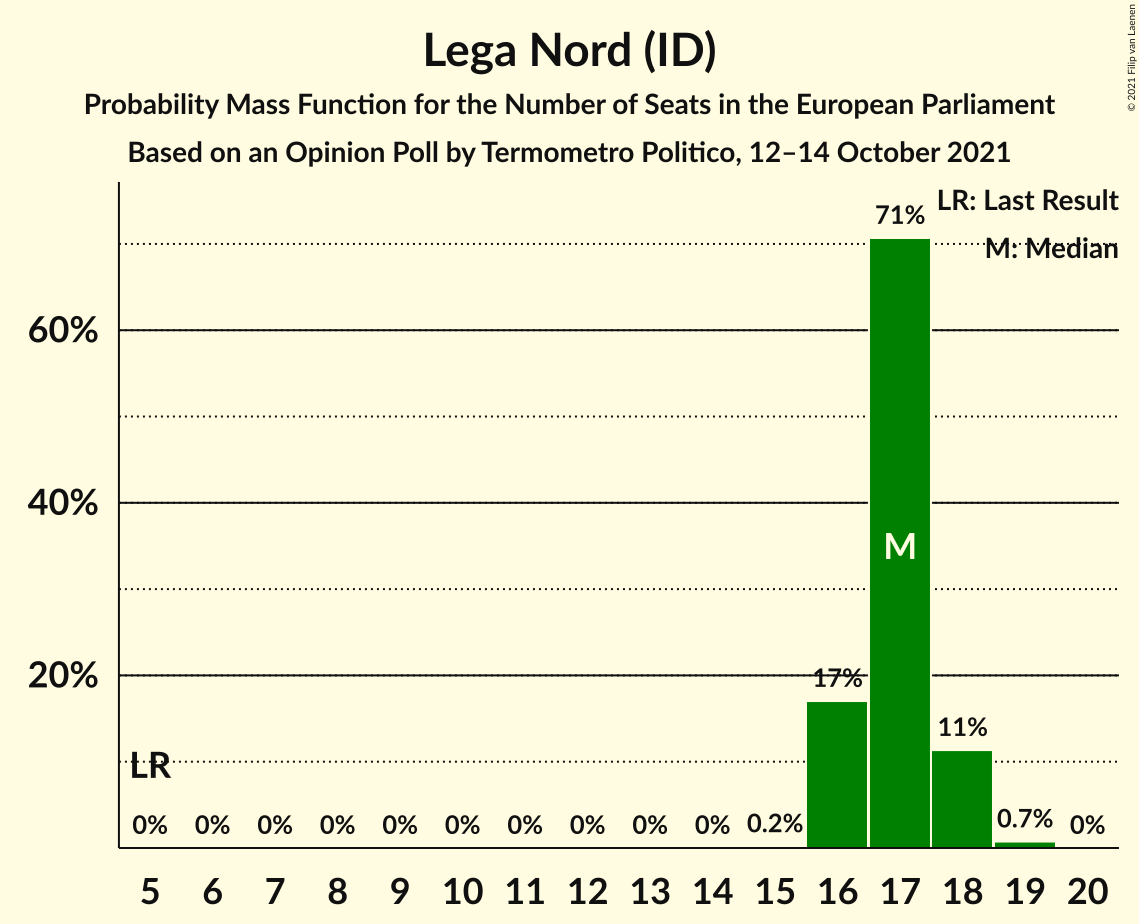 Lega Nord (ID)
Probability Mass Function for the Number of Seats in the European Parliament
Based on an Opinion Poll by Termometro Politico, 12–14 October 2021
© 2021 Filip van Laenen
LR: Last Result
M: Median
71%
60%
40%
M
20%
17%
11%
LR
0% 0% 0% 0% 0% 0% 0% 0% 0% 0% 0.2% 0.7% 0%
5 6 7 8 9 10 11 12 13 14 15 16 17 18 19 20